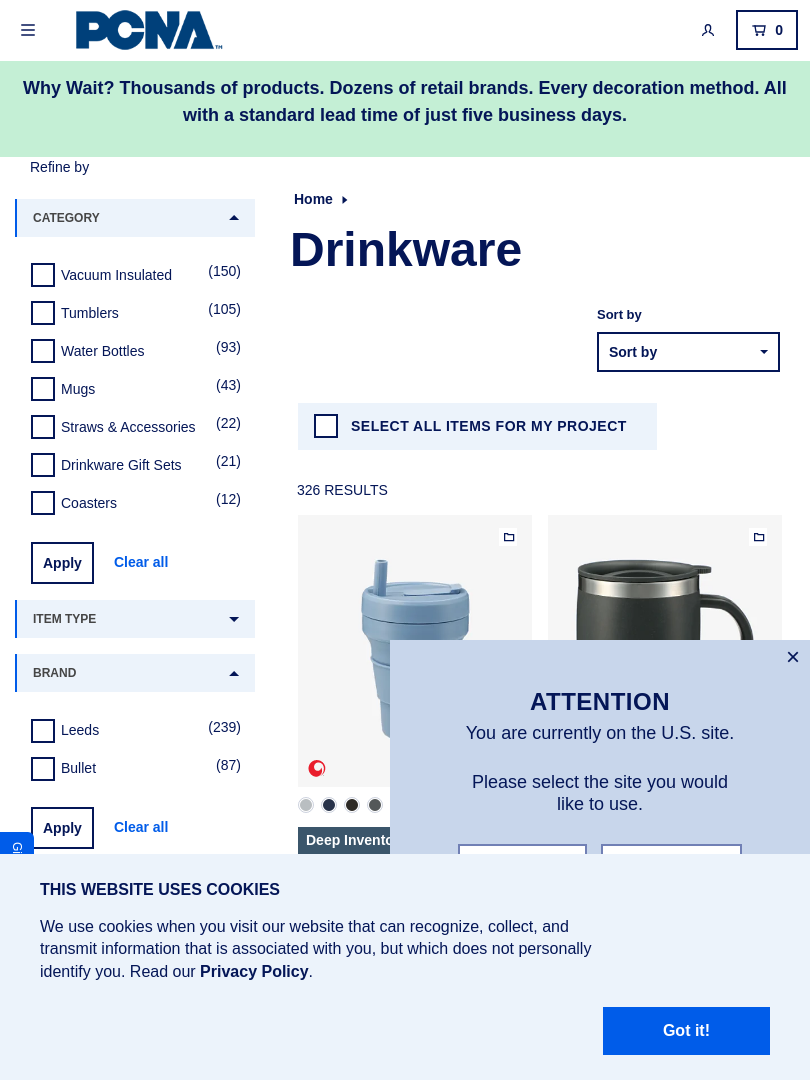 PCNA TM
0
Why Wait? Thousands of products. Dozens of retail brands. Every decoration method. All
with a standard lead time of just five business days.
Refine by
Home
CATEGORY
Drinkware
Vacuum Insulated (150)
Tumblers (105)
Sort by
Water Bottles (93)
Sort by
Mugs (43)
Straws & Accessories (22)
SELECT ALL ITEMS FOR MY PROJECT
Drinkware Gift Sets (21)
Coasters (12)
326 RESULTS
Apply Clear all
ITEM TYPE
BRAND
ATTENTION
You are currently on the U.S. site.
Leeds (239)
Bullet (87)
Please select the site you would
like to use.
Apply Clear all
Deep Invento
THIS WEBSITE USES COOKIES
We use cookies when you visit our website that can recognize, collect, and
transmit information that is associated with you, but which does not personally
identify you. Read our Privacy Policy.
Got it!